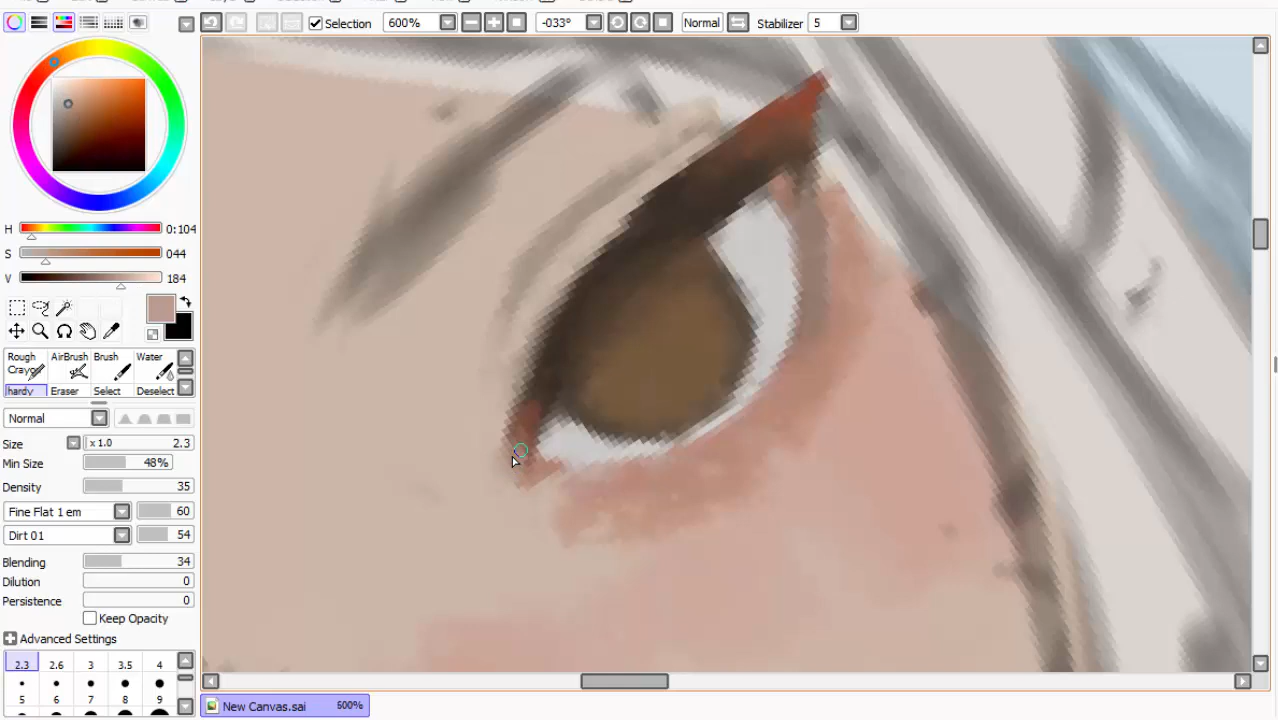 Selection 600% -033° Normal Stabilizer 5
H 0:104
S 044
V 184
Rough Crayon AirBrush Brush Water
hardy Eraser Select Deselect
Normal
Size x 1.0 2.3
Min Size 48%
Density 35
Fine Flat 1 em 60
Dirt 01 54
Blending 34
Dilution 0
Persistence 0
Keep Opacity
Advanced Settings
2.3 2.6 3 3.5 4
5 6 7 8 9
New Canvas.sai 600%